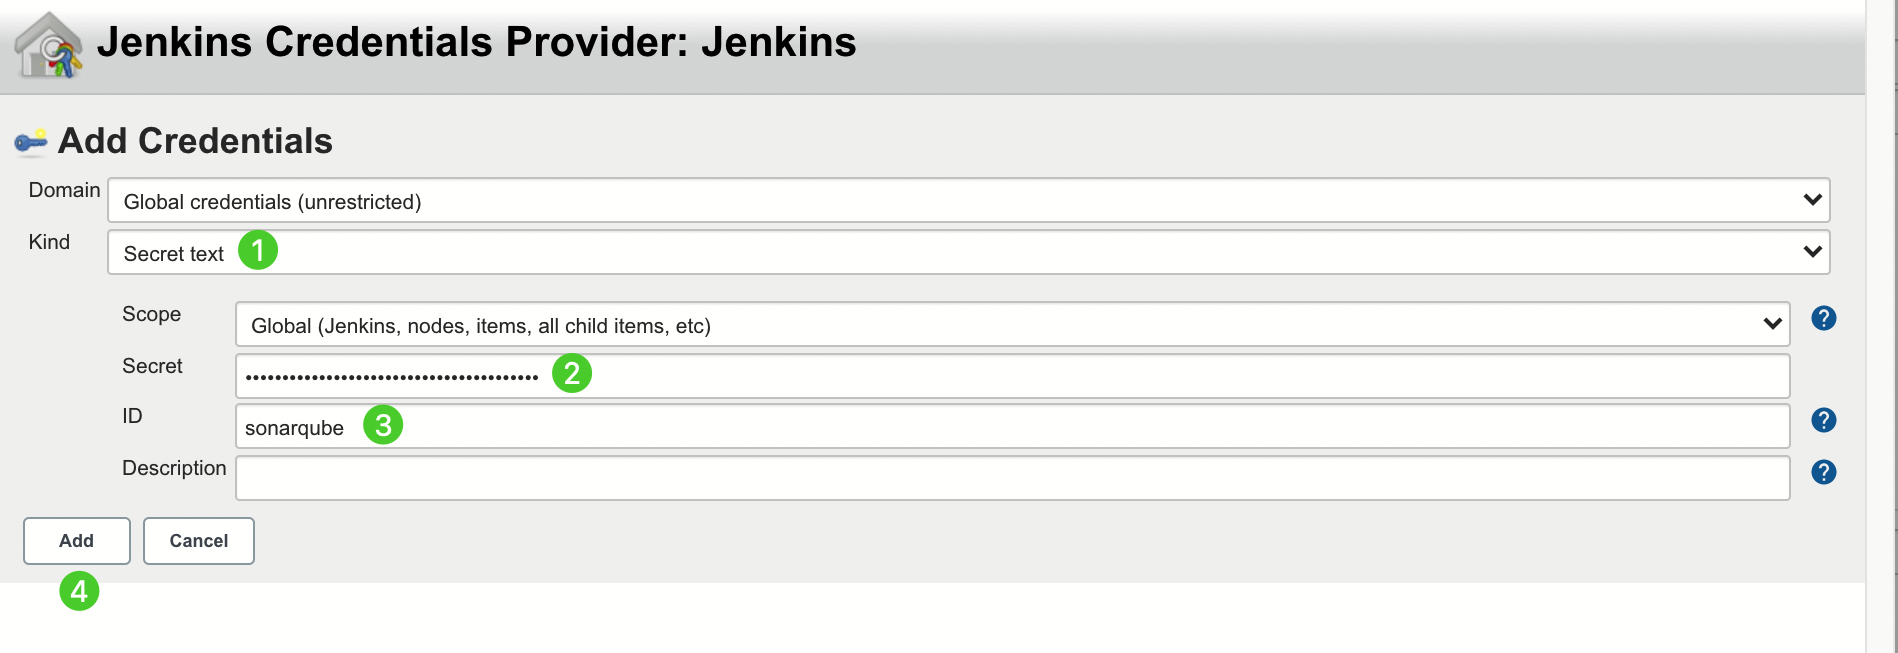 Jenkins Credentials Provider: Jenkins
Add Credentials
Domain Global credentials (unrestricted)
Kind Secret text 1
Scope Global (Jenkins, nodes, items, all child items, etc) ?
Secret •••••••••••••••••••••••••••••••••••••••• 2
ID sonarqube 3 ?
Description ?
Add Cancel
4